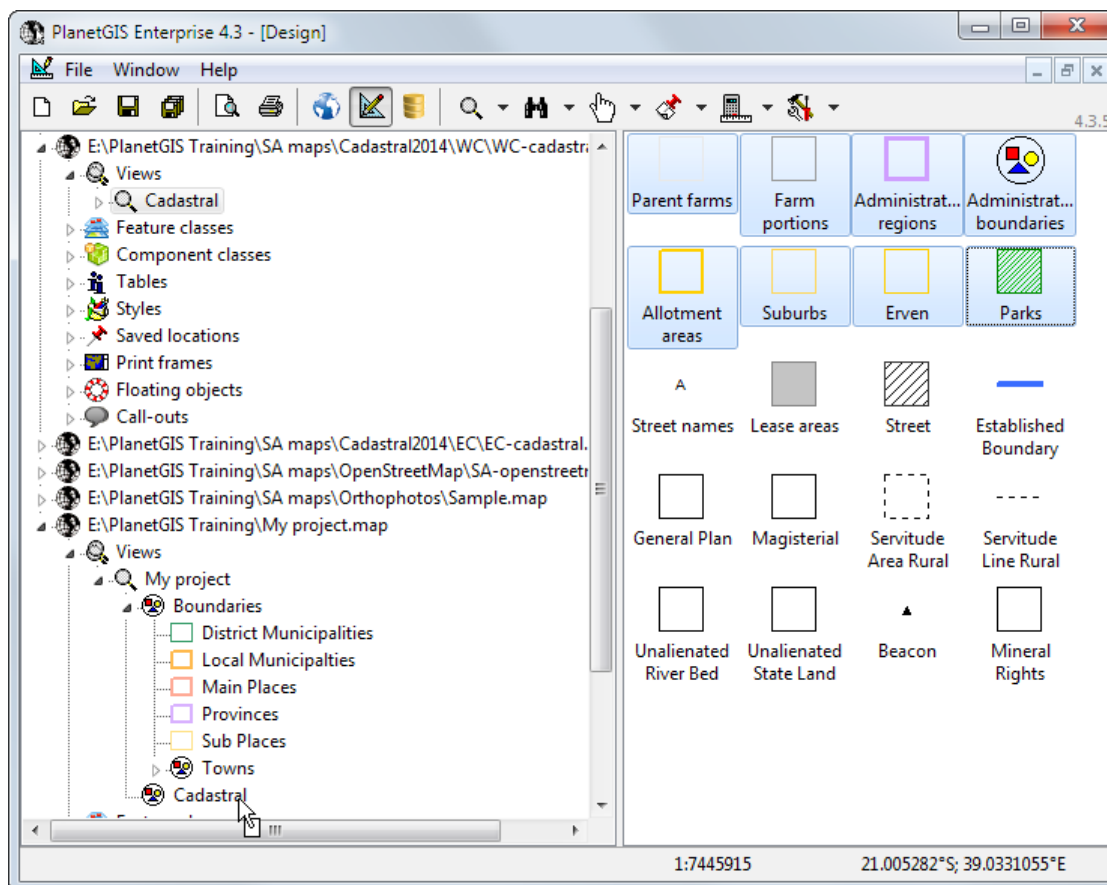 PlanetGIS Enterprise 4.3 - [Design]
File Window Help
4.3.5
E:\PlanetGIS Training\SA maps\Cadastral2014\WC\WC-cadastra
Views
Cadastral
Feature classes
Component classes
Tables
Styles
Saved locations
Print frames
Floating objects
Call-outs
E:\PlanetGIS Training\SA maps\Cadastral2014\EC\EC-cadastral.
E:\PlanetGIS Training\SA maps\OpenStreetMap\SA-openstreetr
E:\PlanetGIS Training\SA maps\Orthophotos\Sample.map
E:\PlanetGIS Training\My project.map
Views
My project
Boundaries
District Municipalities
Local Municipalties
Main Places
Provinces
Sub Places
Towns
Cadastral
Parent farms
Farm
portions
Administrat...
regions
Administrat...
boundaries
Allotment
areas
Suburbs
Erven
Parks
A
Street names
Lease areas
Street
Established
Boundary
General Plan
Magisterial
Servitude
Area Rural
Servitude
Line Rural
Unalienated
River Bed
Unalienated
State Land
Beacon
Mineral
Rights
1:7445915
21.005282°S; 39.0331055°E